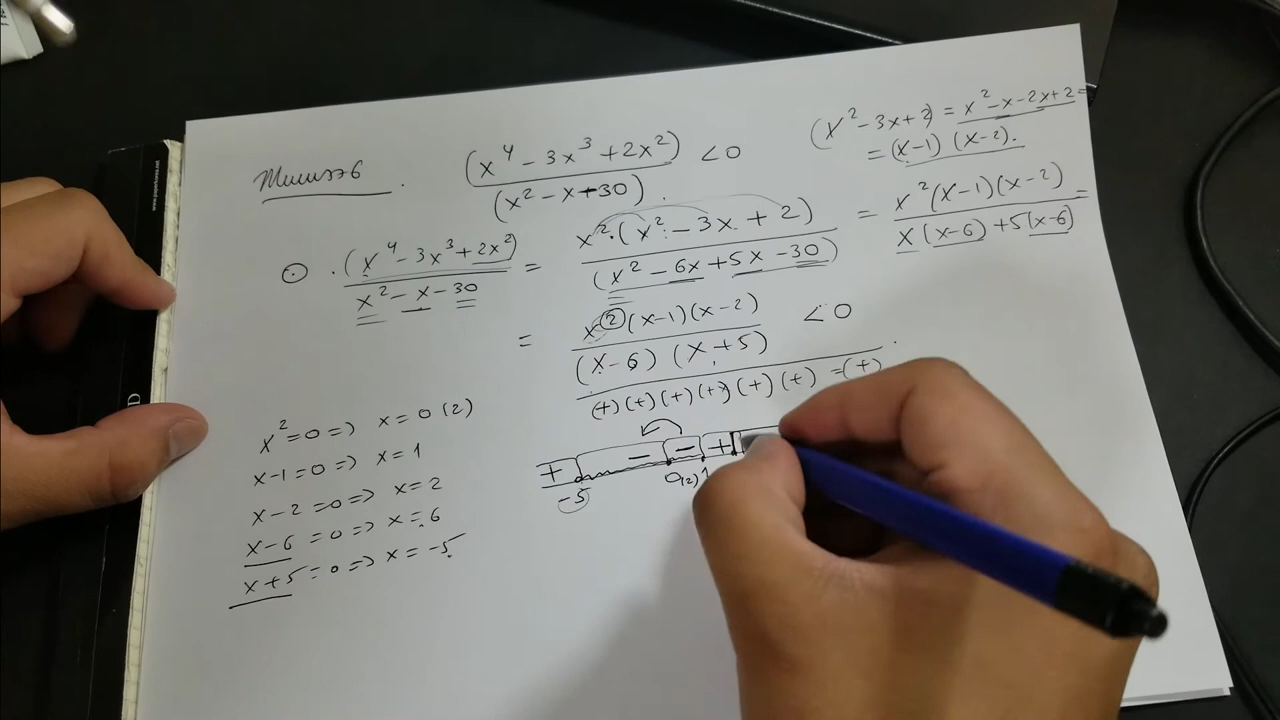 (x⁴ - 3x³ + 2x²) / (x² - x + 30) < 0
(x² - 3x + 2) = x² - x - 2x + 2 =
= (x-1) (x-2).
(x⁴ - 3x³ + 2x²) / x² - x - 30 = x²·(x² - 3x + 2) / (x² - 6x + 5x - 30) = x²(x-1)(x-2) / x(x-6) + 5(x-6) =
= x²(x-1)(x-2) / (x-6) (x+5) < 0
(+) (+) (+) (+) (+) (+) = (+)
x² = 0 => x = 0 (2)
x-1 = 0 => x = 1
x-2 = 0 => x = 2
x-6 = 0 => x = 6
x+5 = 0 => x = -5
+ - - +
-5 0(2) 1